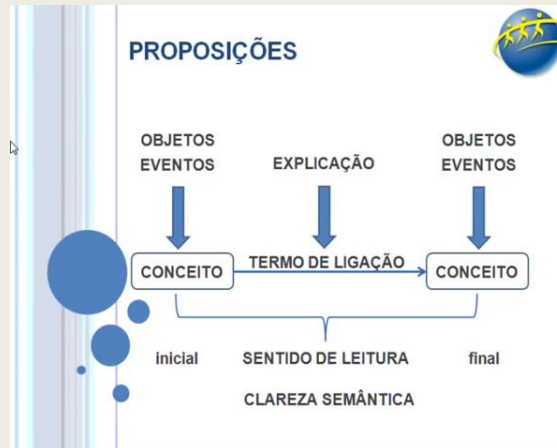 PROPOSIÇÕES
OBJETOS
EVENTOS
EXPLICAÇÃO
OBJETOS
EVENTOS
CONCEITO
TERMO DE LIGAÇÃO
CONCEITO
inicial
SENTIDO DE LEITURA
final
CLAREZA SEMÂNTICA